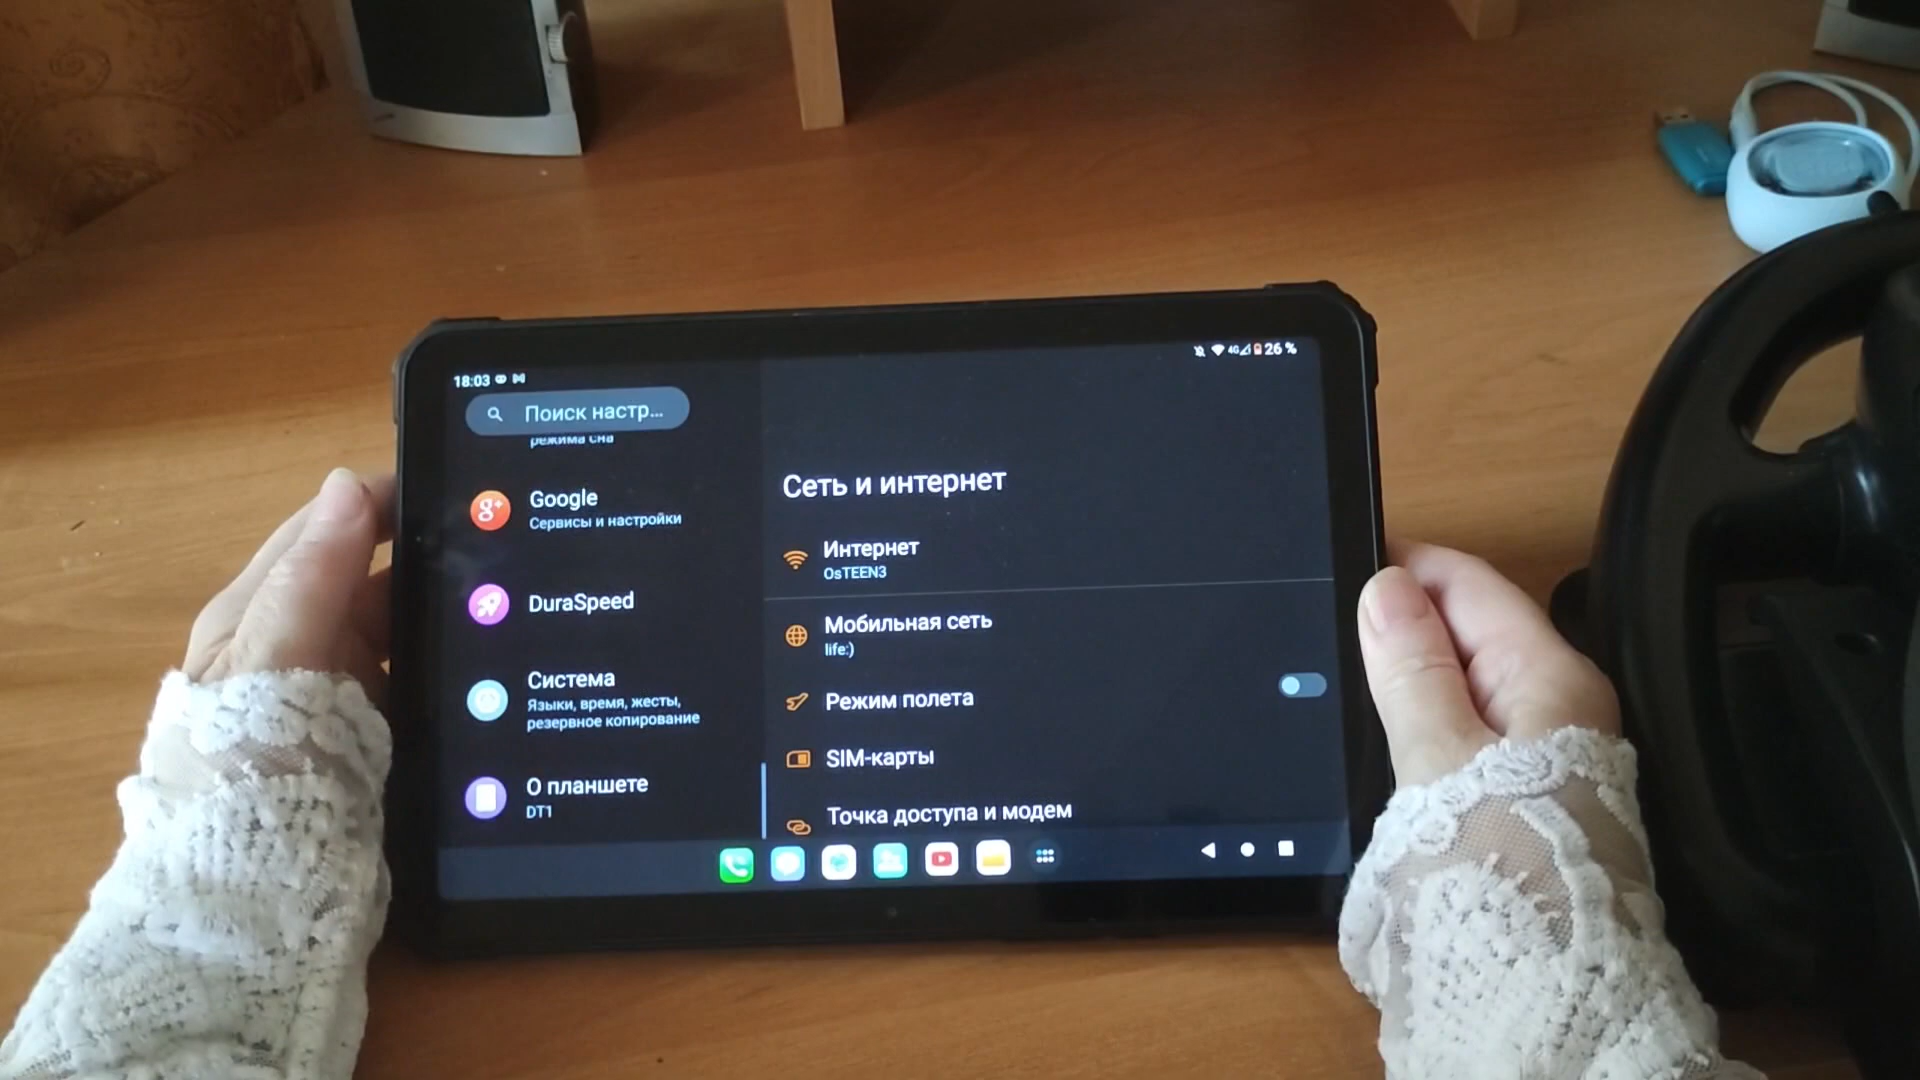 18:03
4G 26 %
Поиск настр...
режима сна
Google
Сервисы и настройки
DuraSpeed
Система
Языки, время, жесты,
резервное копирование
О планшете
DT1
Сеть и интернет
Интернет
OsTEEN3
Мобильная сеть
life:)
Режим полета
SIM-карты
Точка доступа и модем